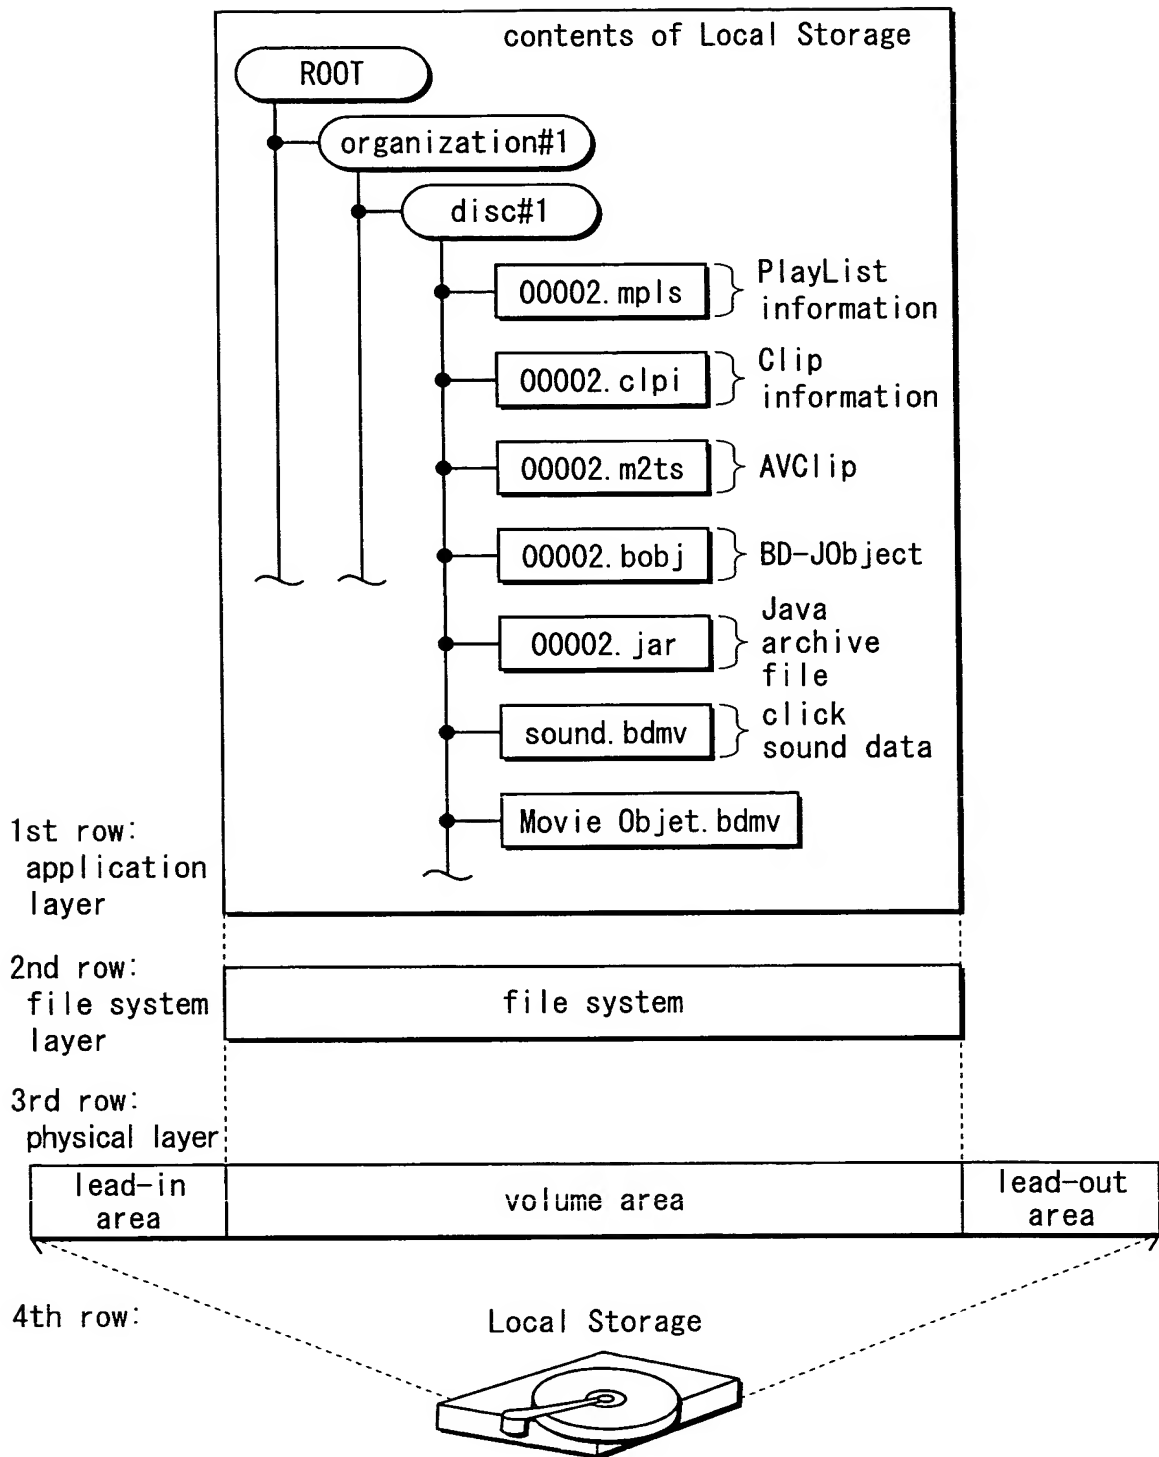 contents of Local Storage
ROOT
organization#1
disc#1
00002.mpls
PlayList
information
00002.clpi
Clip
information
00002.m2ts
AVClip
00002.bobj
BD-JObject
00002.jar
Java
archive
file
sound.bdmv
click
sound data
Movie Objet.bdmv
1st row:
application
layer
2nd row:
file system
layer
file system
3rd row:
physical layer
lead-in
area
volume area
lead-out
area
4th row:
Local Storage